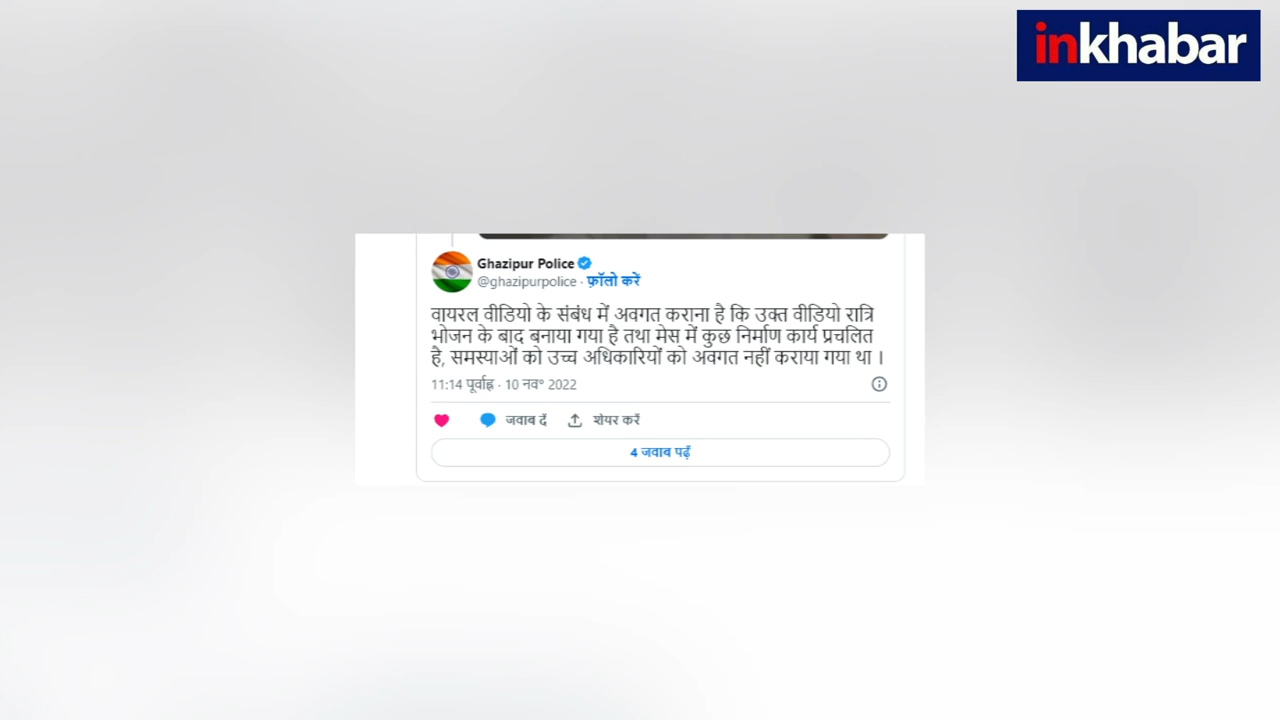 inkhabar
Ghazipur Police
@ghazipurpolice · फ़ॉलो करें
वायरल वीडियो के संबंध में अवगत कराना है कि उक्त वीडियो रात्रि
भोजन के बाद बनाया गया है तथा मेस में कुछ निर्माण कार्य प्रचलित
है, समस्याओं को उच्च अधिकारियों को अवगत नहीं कराया गया था ।
11:14 पूर्वाह्न · 10 नव॰ 2022
जवाब दें शेयर करें
4 जवाब पढ़ें